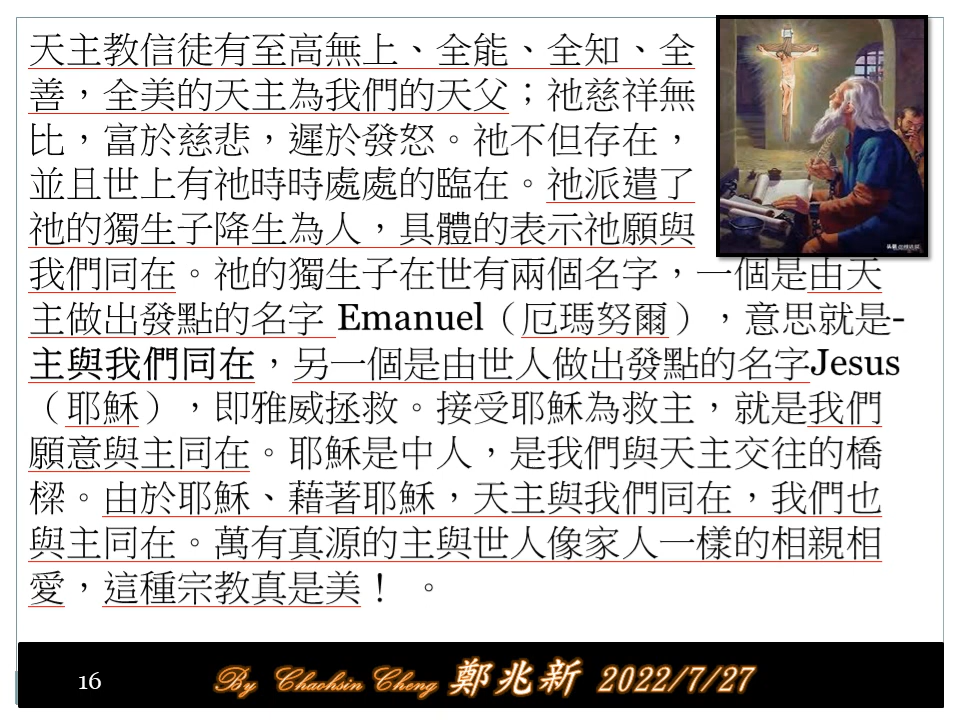 天主教信徒有至高無上、全能、全知、全
善，全美的天主為我們的天父；祂慈祥無
比，富於慈悲，遲於發怒。祂不但存在，
並且世上有祂時時處處的臨在。祂派遣了
祂的獨生子降生為人，具體的表示祂願與
我們同在。祂的獨生子在世有兩個名字，一個是由天
主做出發點的名字 Emanuel（厄瑪努爾），意思就是-
主與我們同在，另一個是由世人做出發點的名字Jesus
（耶穌），即雅威拯救。接受耶穌為救主，就是我們
願意與主同在。耶穌是中人，是我們與天主交往的橋
樑。由於耶穌、藉著耶穌，天主與我們同在，我們也
與主同在。萬有真源的主與世人像家人一樣的相親相
愛，這種宗教真是美！ 。
16
By Chaohsin Cheng 鄭兆新 2022/7/27